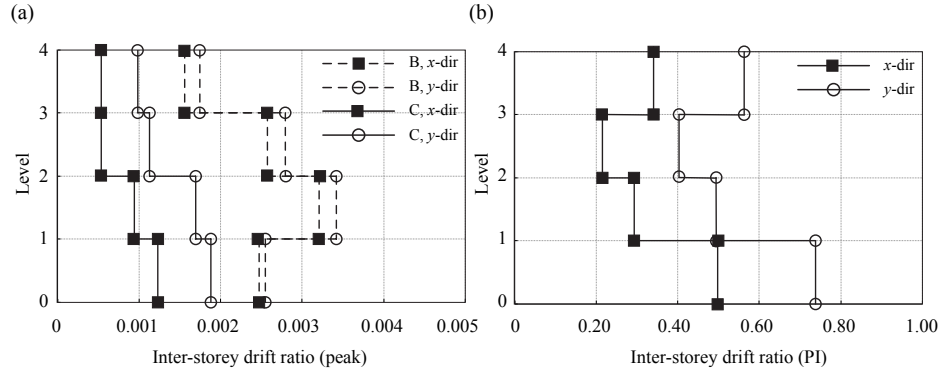 (a)
4
3
2
1
0
Level
0
0.001
0.002
0.003
0.004
0.005
Inter-storey drift ratio (peak)
B, x-dir
B, y-dir
C, x-dir
C, y-dir
(b)
4
3
2
1
0
Level
0
0.20
0.40
0.60
0.80
1.00
Inter-storey drift ratio (PI)
x-dir
y-dir